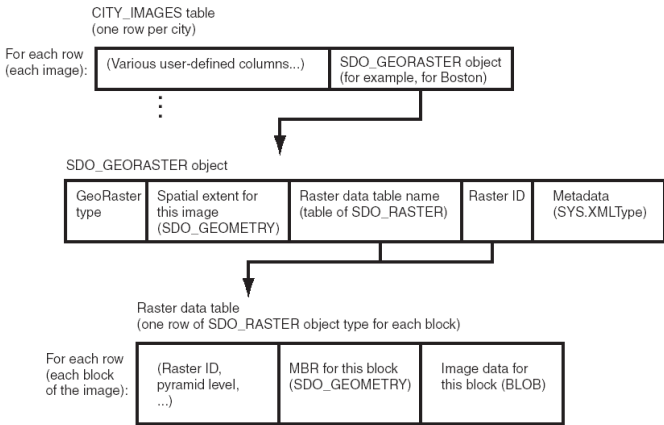 CITY_IMAGES table
(one row per city)
For each row
(each image):
(Various user-defined columns...)
SDO_GEORASTER object
(for example, for Boston)
SDO_GEORASTER object
GeoRaster
type
Spatial extent for
this image
(SDO_GEOMETRY)
Raster data table name
(table of SDO_RASTER)
Raster ID
Metadata
(SYS.XMLType)
Raster data table
(one row of SDO_RASTER object type for each block)
For each row
(each block
of the image):
(Raster ID,
pyramid level,
...)
MBR for this block
(SDO_GEOMETRY)
Image data for
this block (BLOB)